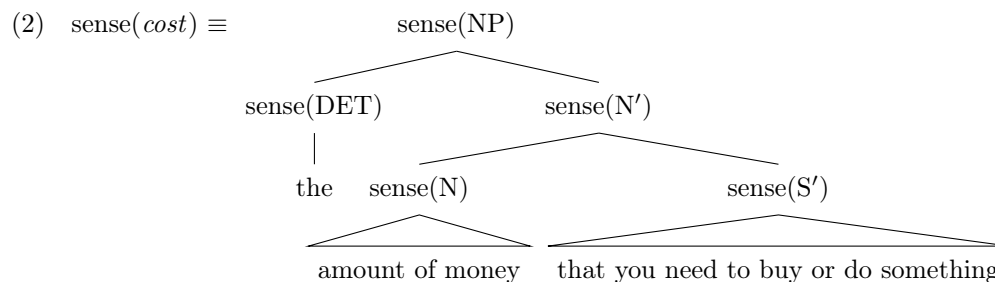 (2) sense(cost) ≡ sense(NP)
sense(DET) sense(N′)
the sense(N) sense(S′)
amount of money that you need to buy or do something